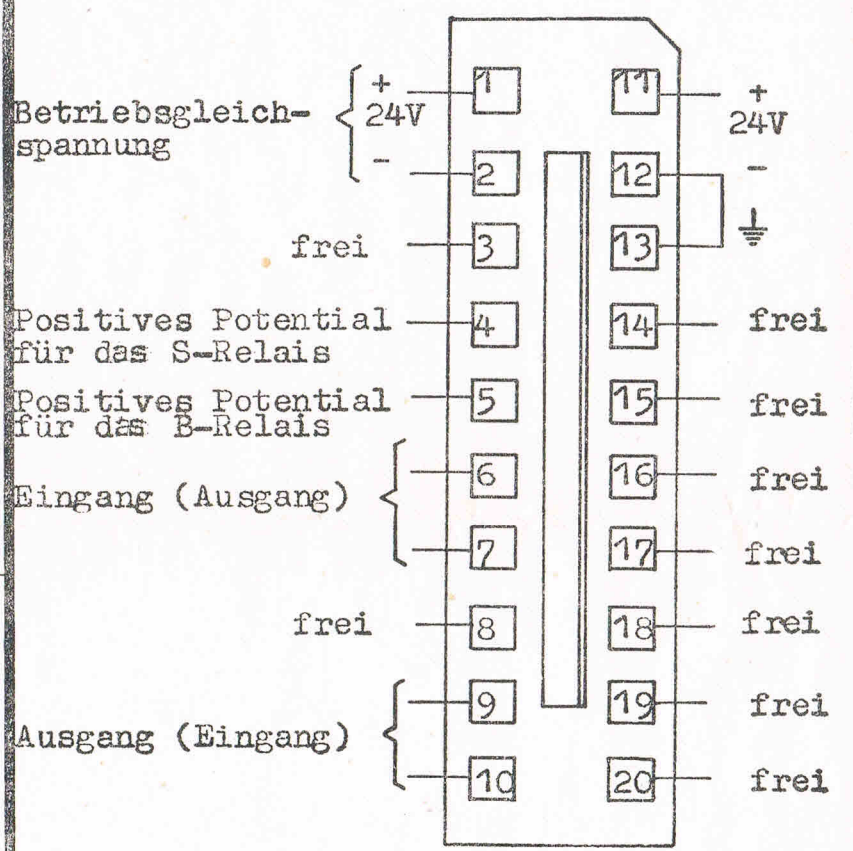 Betriebsgleich-
spannung
+
24V
-
1
11
+
24V
-
2
12
frei
3
13
Positives Potential
für das S-Relais
4
14
frei
Positives Potential
für das B-Relais
5
15
frei
Eingang (Ausgang)
6
16
frei
7
17
frei
frei
8
18
frei
Ausgang (Eingang)
9
19
frei
10
20
frei